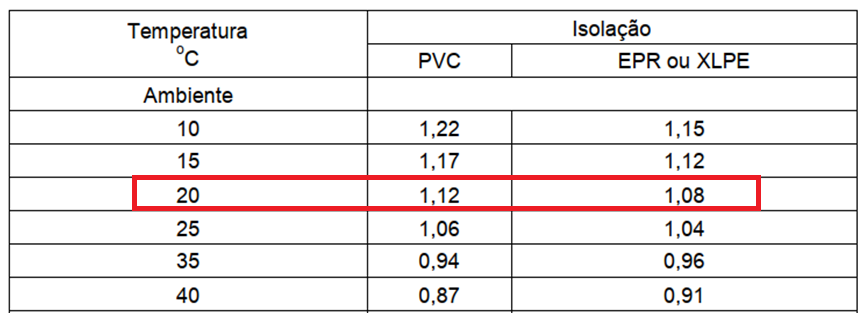 Temperatura
°C
Isolação
PVC EPR ou XLPE
Ambiente
10 1,22 1,15
15 1,17 1,12
20 1,12 1,08
25 1,06 1,04
35 0,94 0,96
40 0,87 0,91